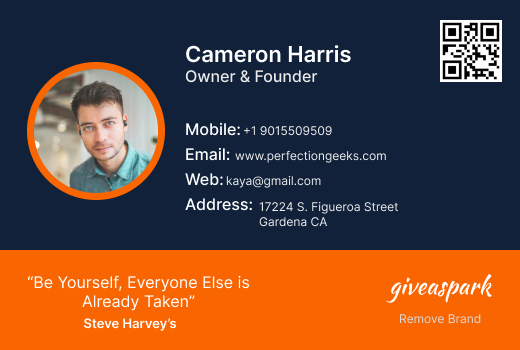 Cameron Harris
Owner & Founder
Mobile: +1 9015509509
Email: www.perfectiongeeks.com
Web: kaya@gmail.com
Address: 17224 S. Figueroa Street
Gardena CA
“Be Yourself, Everyone Else is
Already Taken”
Steve Harvey’s
giveaspark
Remove Brand